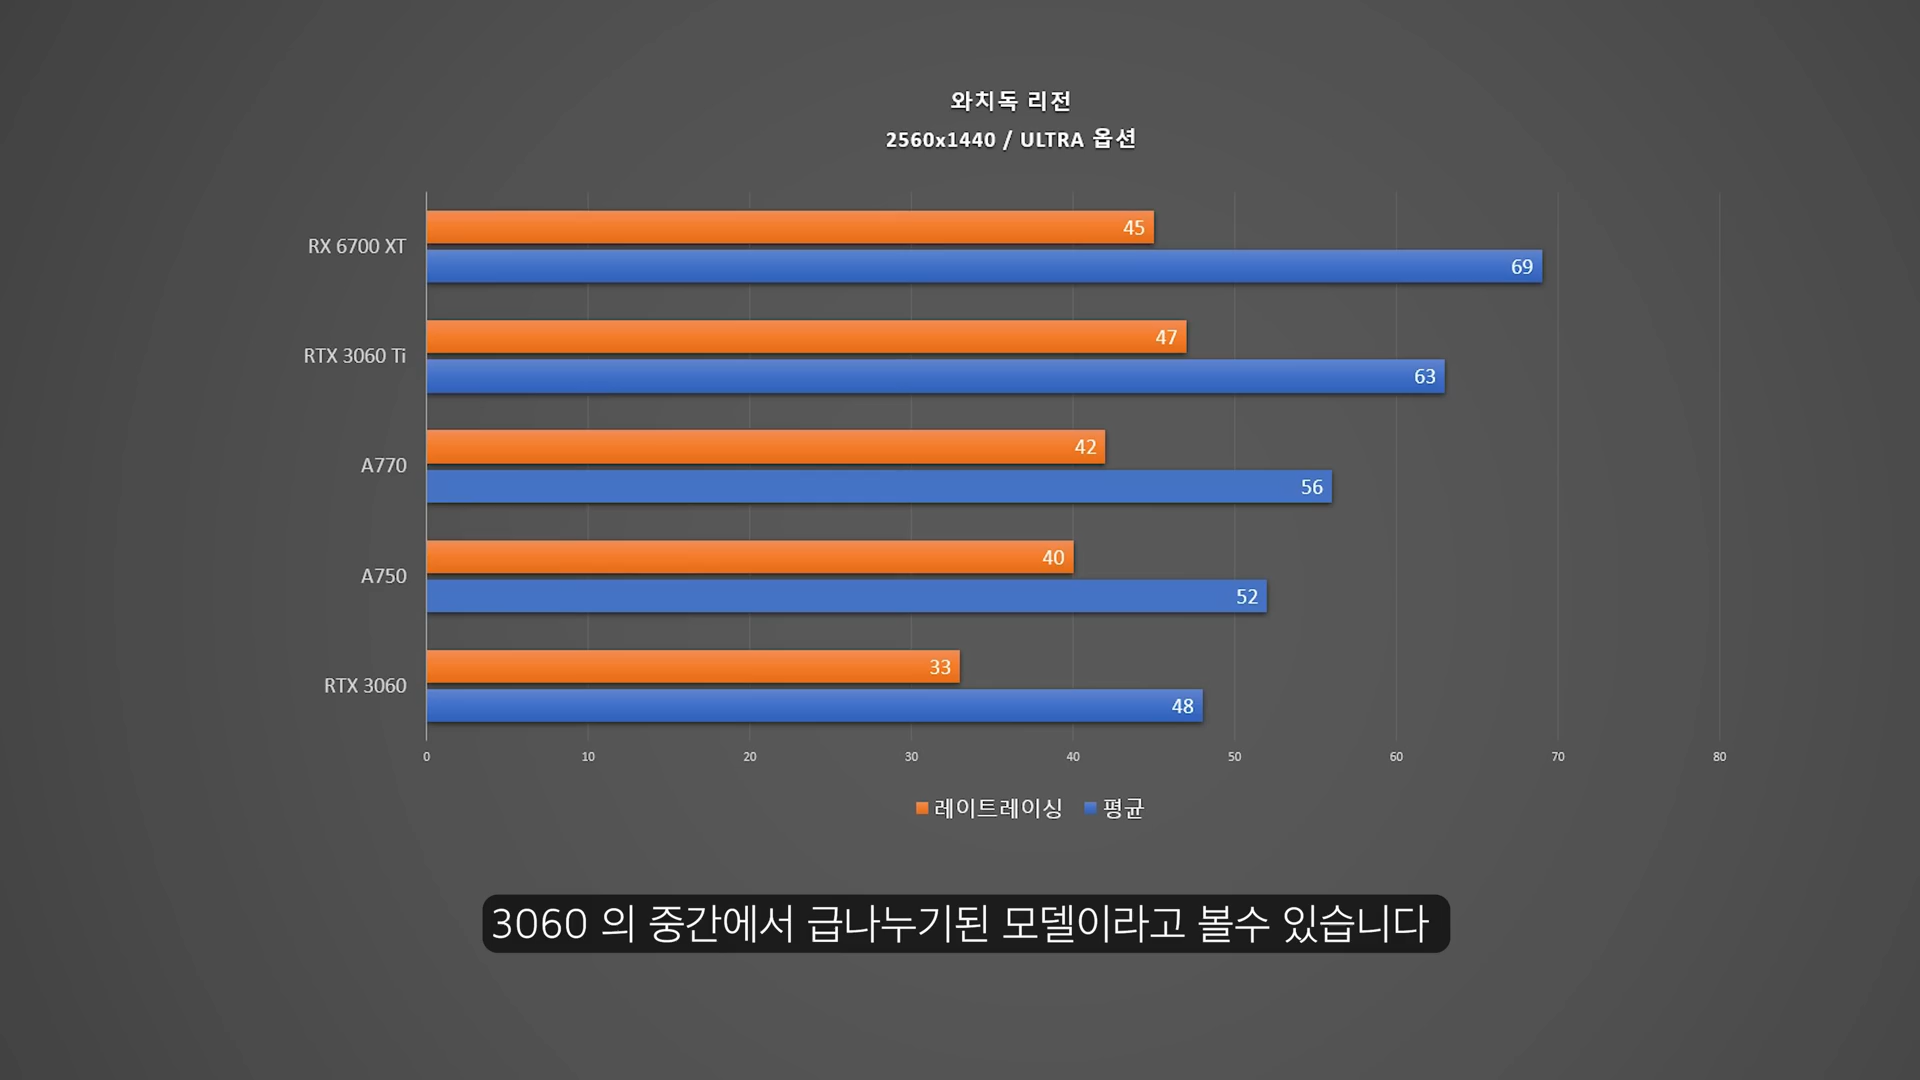 와치독 리전
2560x1440 / ULTRA 옵션
RX 6700 XT
45
69
RTX 3060 Ti
47
63
A770
42
56
A750
40
52
RTX 3060
33
48
0 10 20 30 40 50 60 70 80
레이트레이싱 평균
3060 의 중간에서 급나누기된 모델이라고 볼수 있습니다